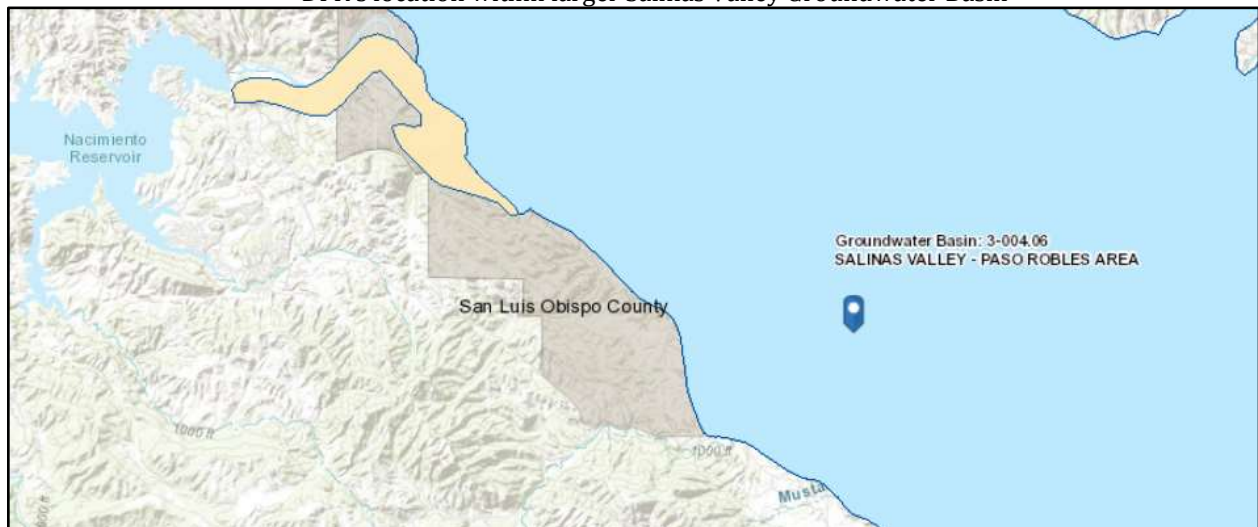 Nacimiento
Reservoir
Groundwater Basin: 3-004.06
SALINAS VALLEY - PASO ROBLES AREA
San Luis Obispo County
1000 ft
1000 ft
Musta